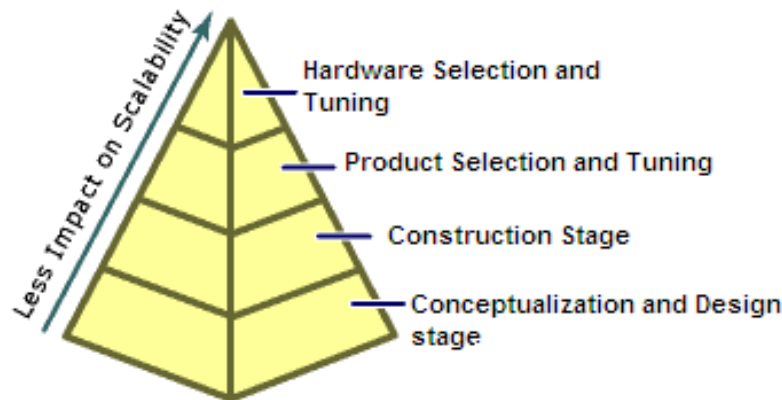 Less Impact on Scalability
Hardware Selection and
Tuning
Product Selection and Tuning
Construction Stage
Conceptualization and Design
stage